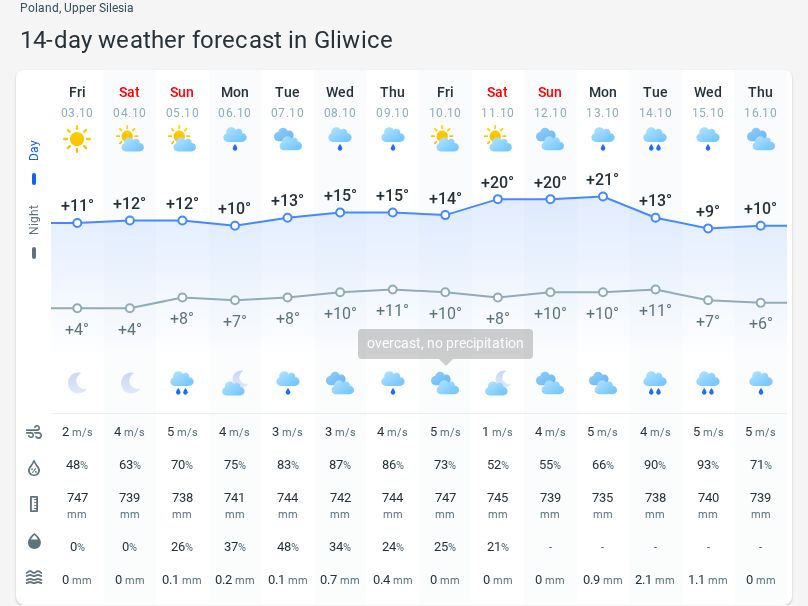 Poland, Upper Silesia
14-day weather forecast in Gliwice
Fri Sat Sun Mon Tue Wed Thu Fri Sat Sun Mon Tue Wed Thu
03.10 04.10 05.10 06.10 07.10 08.10 09.10 10.10 11.10 12.10 13.10 14.10 15.10 16.10
Day
+11° +12° +12° +10° +13° +15° +15° +14° +20° +20° +21° +13° +9° +10°
Night
+4° +4° +8° +7° +8° +10° +11° +10° +8° +10° +10° +11° +7° +6°
overcast, no precipitation
2 m/s 4 m/s 5 m/s 4 m/s 3 m/s 3 m/s 4 m/s 5 m/s 1 m/s 4 m/s 5 m/s 4 m/s 5 m/s 5 m/s
48% 63% 70% 75% 83% 87% 86% 73% 52% 55% 66% 90% 93% 71%
747 739 738 741 744 742 744 747 745 739 735 738 740 739
mm mm mm mm mm mm mm mm mm mm mm mm mm mm
0% 0% 26% 37% 48% 34% 24% 25% 21% - - - - -
0 mm 0 mm 0.1 mm 0.2 mm 0.1 mm 0.7 mm 0.4 mm 0 mm 0 mm 0 mm 0.9 mm 2.1 mm 1.1 mm 0 mm